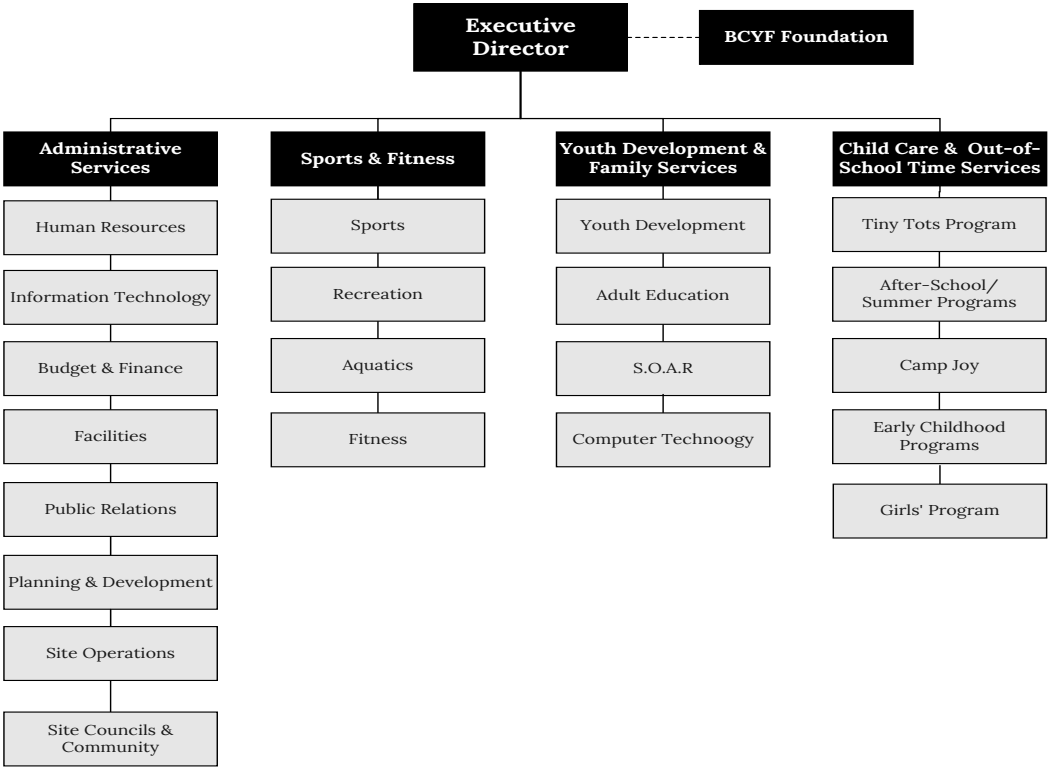 Executive
Director
BCYF Foundation
Administrative
Services
Human Resources
Information Technology
Budget & Finance
Facilities
Public Relations
Planning & Development
Site Operations
Site Councils &
Community
Sports & Fitness
Sports
Recreation
Aquatics
Fitness
Youth Development &
Family Services
Youth Development
Adult Education
S.O.A.R
Computer Technoogy
Child Care & Out-of-
School Time Services
Tiny Tots Program
After-School/
Summer Programs
Camp Joy
Early Childhood
Programs
Girls' Program